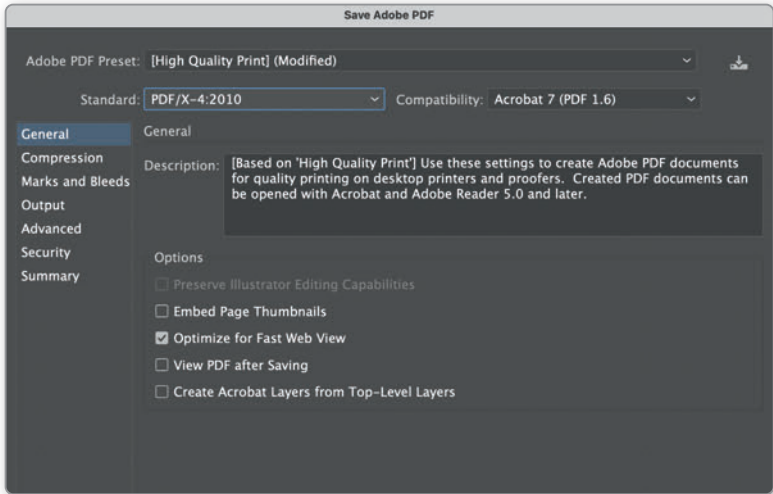 Save Adobe PDF
Adobe PDF Preset: [High Quality Print] (Modified)
Standard: PDF/X-4:2010 Compatibility: Acrobat 7 (PDF 1.6)
General
Compression
Marks and Bleeds
Output
Advanced
Security
Summary
General
Description: [Based on 'High Quality Print'] Use these settings to create Adobe PDF documents
for quality printing on desktop printers and proofers. Created PDF documents can
be opened with Acrobat and Adobe Reader 5.0 and later.
Options
Preserve Illustrator Editing Capabilities
Embed Page Thumbnails
Optimize for Fast Web View
View PDF after Saving
Create Acrobat Layers from Top-Level Layers